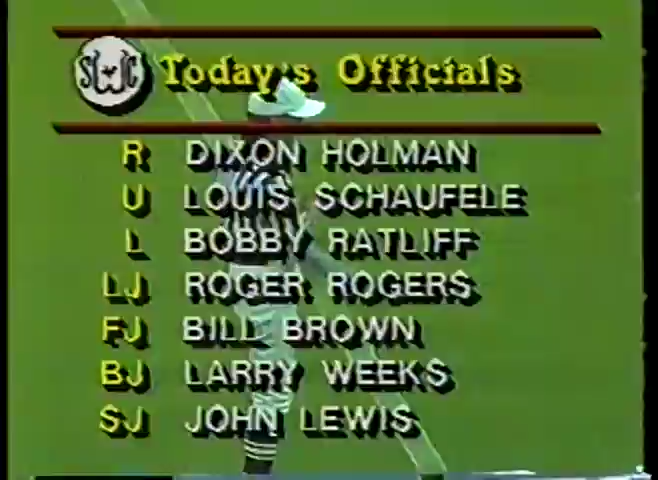 SWC Today's Officials
R DIXON HOLMAN
U LOUIS SCHAUFELE
L BOBBY RATLIFF
LJ ROGER ROGERS
FJ BILL BROWN
BJ LARRY WEEKS
SJ JOHN LEWIS